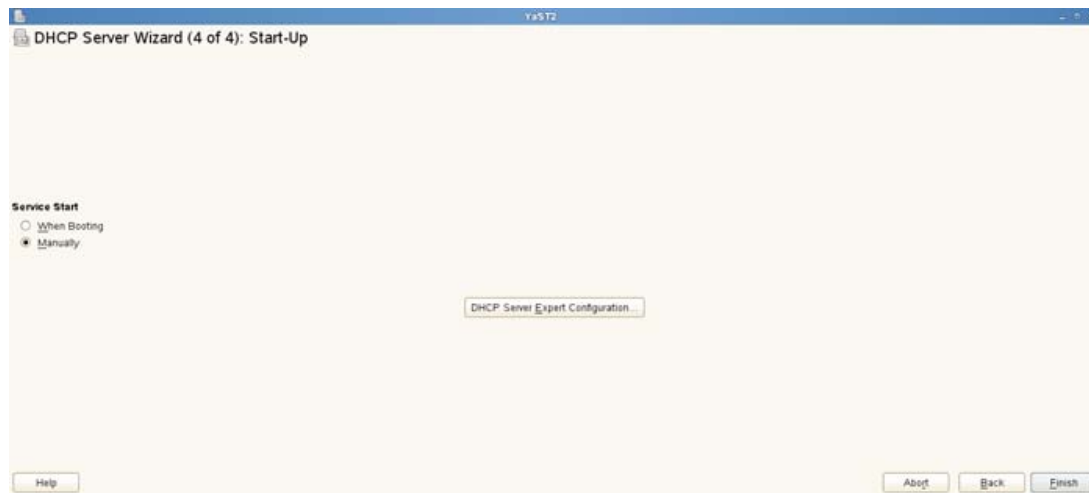 YaST2
DHCP Server Wizard (4 of 4): Start-Up
Service Start
When Booting
Manually
DHCP Server Expert Configuration...
Help
Abort
Back
Finish